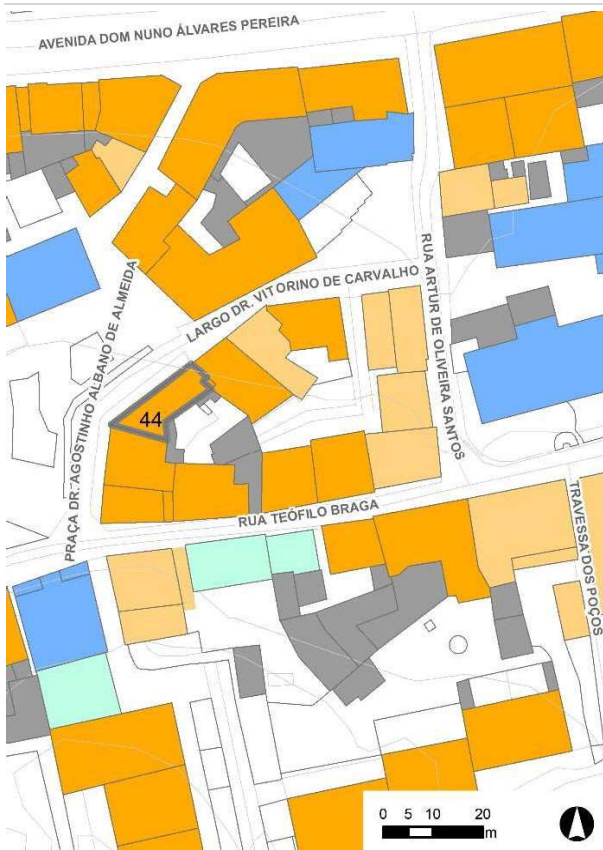 AVENIDA DOM NUNO ÁLVARES PEREIRA
RUA ARTUR DE OLIVEIRA SANTOS
LARGO DR. VITORINO DE CARVALHO
PRAÇA DR. AGOSTINHO ALBANO DE ALMEIDA
44
RUA TEÓFILO BRAGA
TRAVESSA DOS POÇOS
0 5 10 20
m